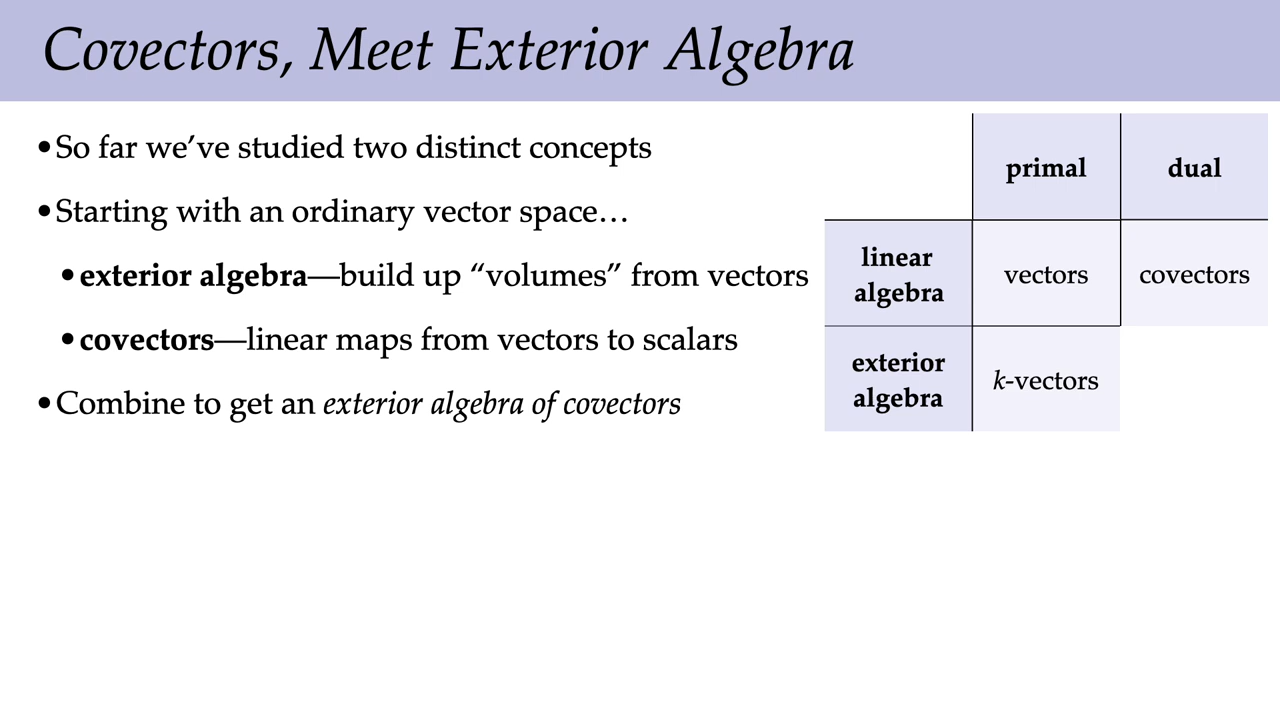 Covectors, Meet Exterior Algebra
•So far we’ve studied two distinct concepts
•Starting with an ordinary vector space…
•exterior algebra—build up “volumes” from vectors
•covectors—linear maps from vectors to scalars
•Combine to get an exterior algebra of covectors
primal dual
linear algebra vectors covectors
exterior algebra k-vectors